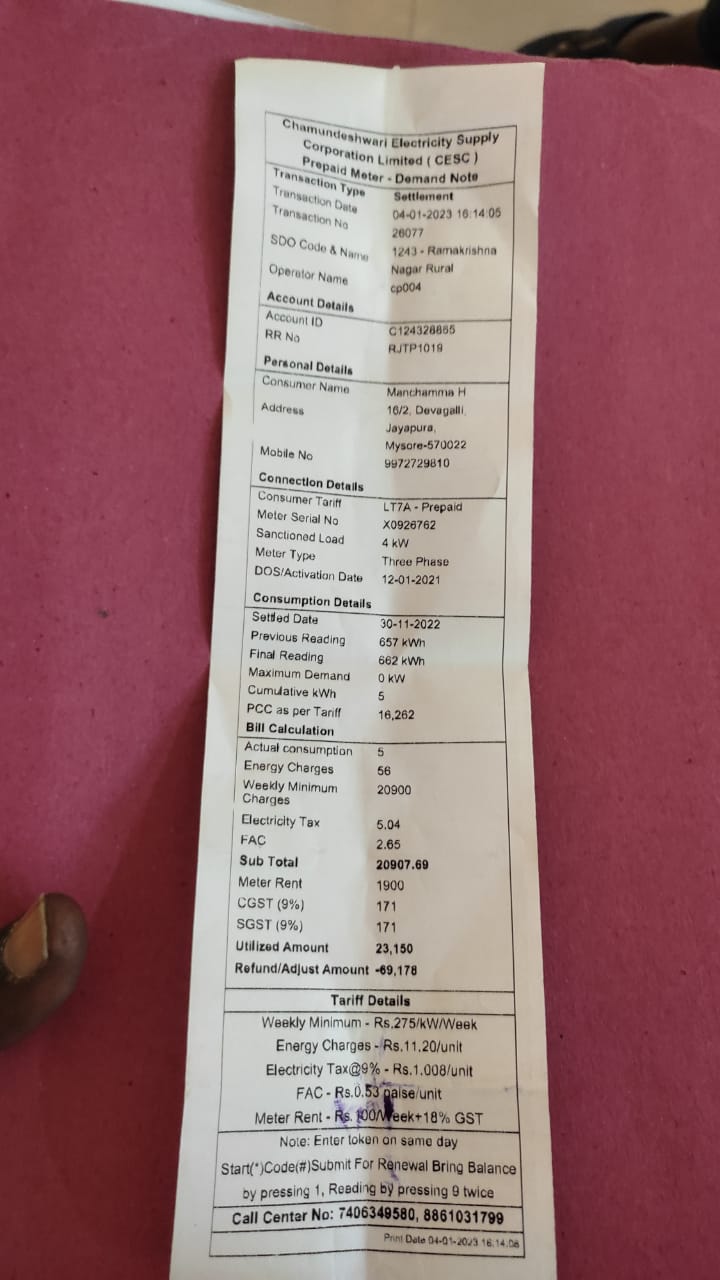 Chamundeshwari Electricity Supply
Corporation Limited ( CESC )
Prepaid Meter - Demand Note
Transaction Type Settlement
Transaction Date 04-01-2023 16:14:05
Transaction No 26077
SDO Code & Name 1243 - Ramakrishna
Nagar Rural
Operator Name cp004
Account Details
Account ID C124326865
RR No RJTP1019
Personal Details
Consumer Name Manchamma H
Address 16/2, Devagalli,
Jayapura,
Mysore-570022
Mobile No 9972729810
Connection Details
Consumer Tariff LT7A - Prepaid
Meter Serial No X0926762
Sanctioned Load 4 kW
Meter Type Three Phase
DOS/Activation Date 12-01-2021
Consumption Details
Settled Date 30-11-2022
Previous Reading 657 kWh
Final Reading 662 kWh
Maximum Demand 0 kW
Cumulative kWh 5
PCC as per Tariff 16,262
Bill Calculation
Actual consumption 5
Energy Charges 56
Weekly Minimum 20900
Charges
Electricity Tax 5.04
FAC 2.65
Sub Total 20907.69
Meter Rent 1900
CGST (9%) 171
SGST (9%) 171
Utilized Amount 23,150
Refund/Adjust Amount -69,178
Tariff Details
Weekly Minimum - Rs.275/kW/Week
Energy Charges - Rs.11.20/unit
Electricity Tax@9% - Rs.1.008/unit
FAC - Rs.0.53 paise/unit
Meter Rent - Rs. 100/Week+18% GST
Note: Enter token on same day
Start(*)Code(#)Submit For Renewal Bring Balance
by pressing 1, Reading by pressing 9 twice
Call Center No: 7406349580, 8861031799
Print Date 04-01-2023 16:14:06